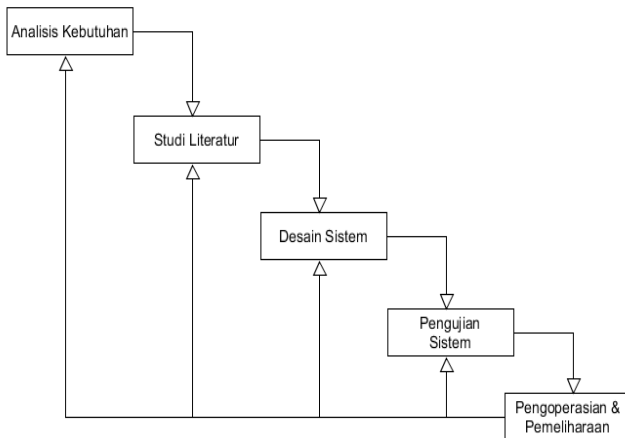 Analisis Kebutuhan
Studi Literatur
Desain Sistem
Pengujian
Sistem
Pengoperasian &
Pemeliharaan